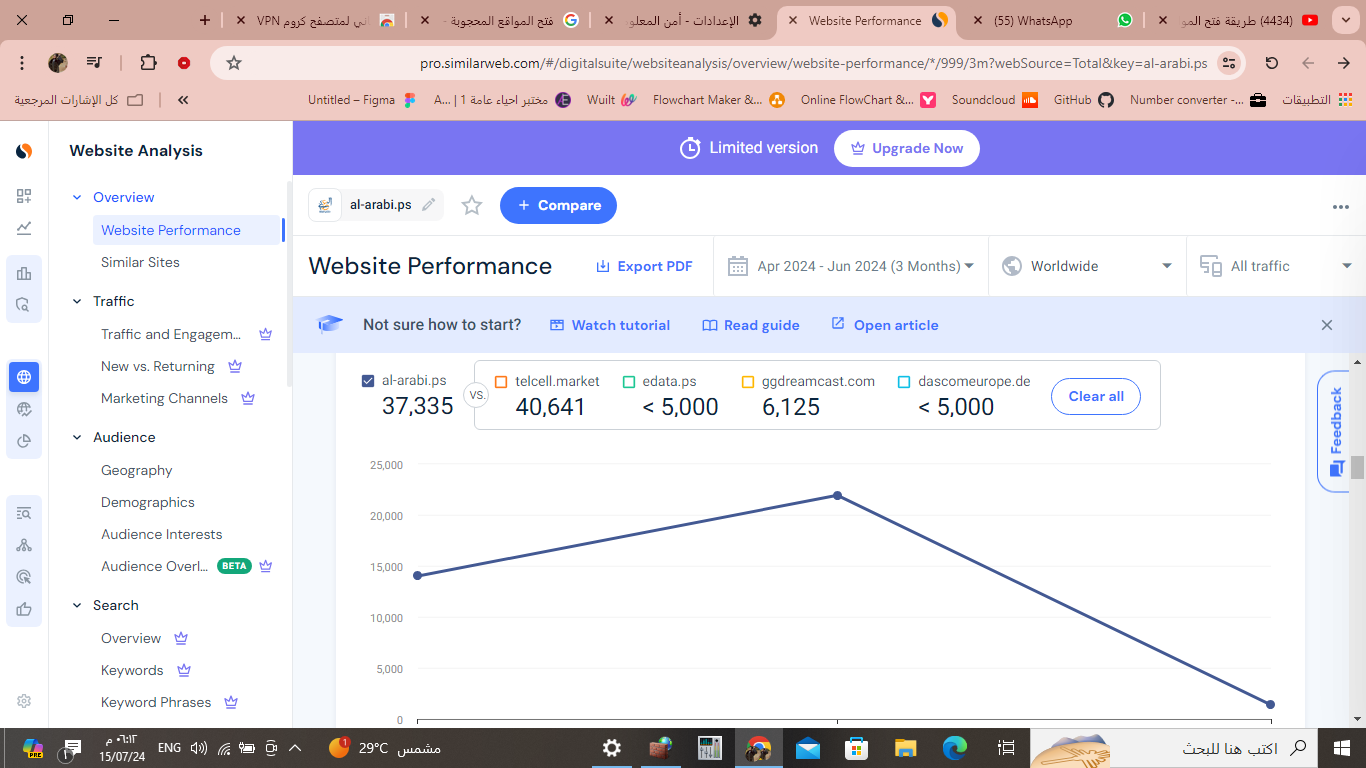 (4434) طريقة فتح المو
(55) WhatsApp
Website Performance
الإعدادات - أمن المعلو
فتح المواقع المحجوبة -
ني لمتصفح كروم VPN
pro.similarweb.com/#/digitalsuite/websiteanalysis/overview/website-performance/*/999/3m?webSource=Total&key=al-arabi.ps
التطبيقات
Number converter -...
GitHub
Soundcloud
Online FlowChart &...
Flowchart Maker &...
Wuilt
مختبر احياء عامة 1 | A...
Untitled – Figma
«
كل الإشارات المرجعية
Website Analysis
Overview
Website Performance
Similar Sites
Traffic
Traffic and Engagem...
New vs. Returning
Marketing Channels
Audience
Geography
Demographics
Audience Interests
Audience Overl... BETA
Search
Overview
Keywords
Keyword Phrases
Limited version Upgrade Now
al-arabi.ps + Compare
Website Performance Export PDF Apr 2024 - Jun 2024 (3 Months) Worldwide All traffic
Not sure how to start? Watch tutorial Read guide Open article
al-arabi.ps telcell.market edata.ps ggdreamcast.com dascomeurope.de
37,335 VS. 40,641 < 5,000 6,125 < 5,000 Clear all
25,000
20,000
15,000
10,000
5,000
0
Feedback
PRE
1
٠٦:١٣ م
15/07/24
ENG
1
29°C مشمس
اكتب هنا للبحث